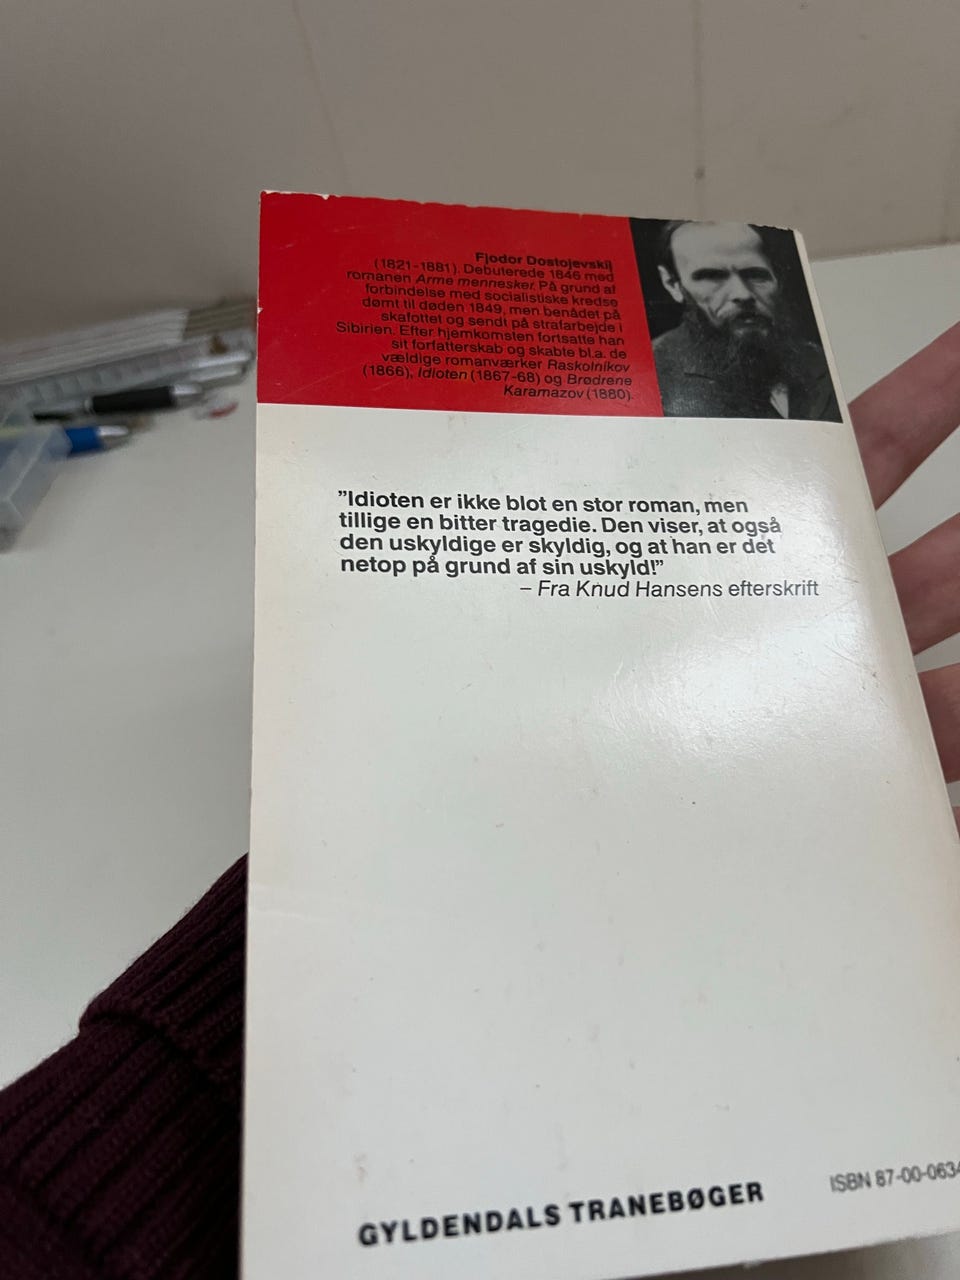 Fjodor Dostojevskij
(1821-1881). Debuterede 1846 med
romanen Arme mennesker. På grund af
forbindelse med socialistiske kredse
dømt til døden 1849, men benådet på
skafottet og sendt på strafarbejde i
Sibirien. Efter hjemkomsten fortsatte han
sit forfatterskab og skabte bl.a. de
vældige romanværker Raskolnikov
(1866), Idioten (1867-68) og Brødrene
Karamazov (1880).
”Idioten er ikke blot en stor roman, men
tillige en bitter tragedie. Den viser, at også
den uskyldige er skyldig, og at han er det
netop på grund af sin uskyld!”
– Fra Knud Hansens efterskrift
GYLDENDALS TRANEBØGER
ISBN 87-00-0634